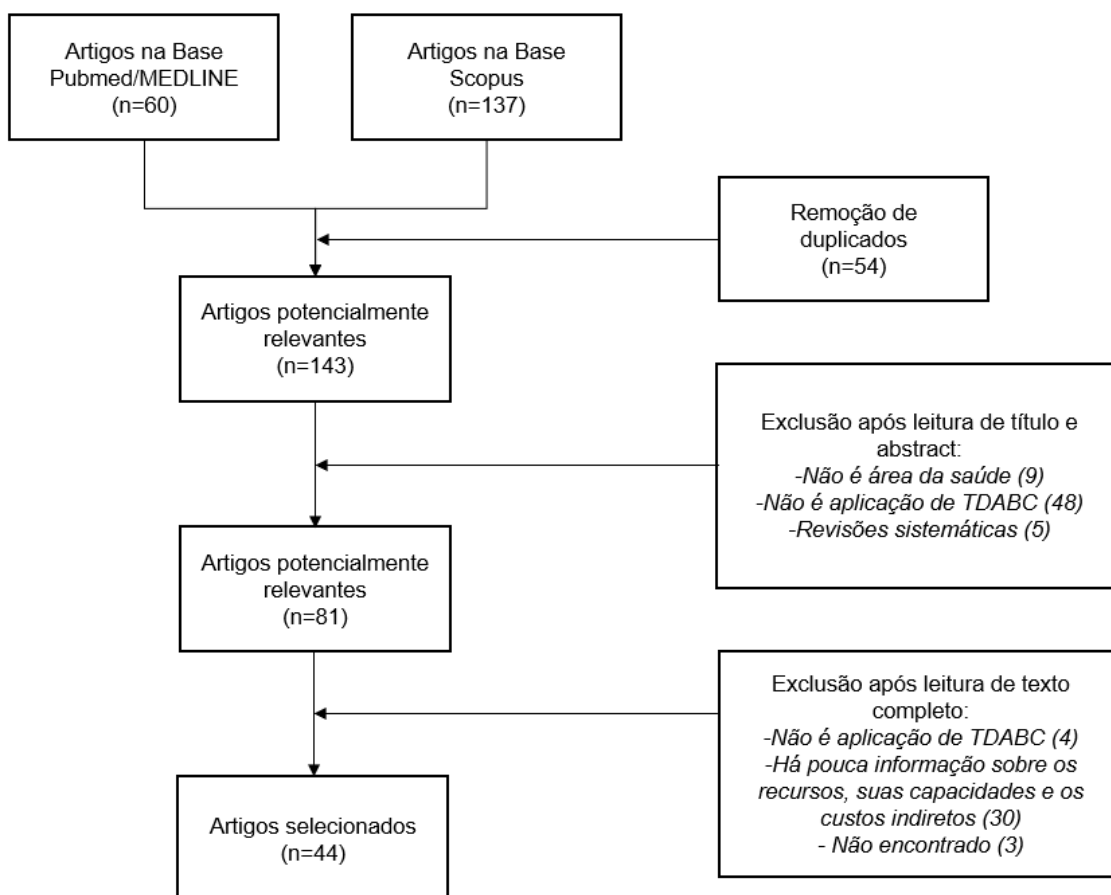 Artigos na Base
Pubmed/MEDLINE
(n=60)
Artigos na Base
Scopus
(n=137)
Remoção de
duplicados
(n=54)
Artigos potencialmente
relevantes
(n=143)
Exclusão após leitura de título e
abstract:
-Não é área da saúde (9)
-Não é aplicação de TDABC (48)
-Revisões sistemáticas (5)
Artigos potencialmente
relevantes
(n=81)
Exclusão após leitura de texto
completo:
-Não é aplicação de TDABC (4)
-Há pouca informação sobre os
recursos, suas capacidades e os
custos indiretos (30)
- Não encontrado (3)
Artigos selecionados
(n=44)